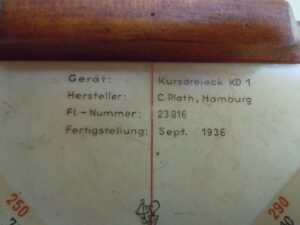 Gerät: Kursdreieck KD 1
Hersteller: C. Plath, Hamburg
Fl.-Nummer: 23816
Fertigstellung: Sept. 1936
250
290